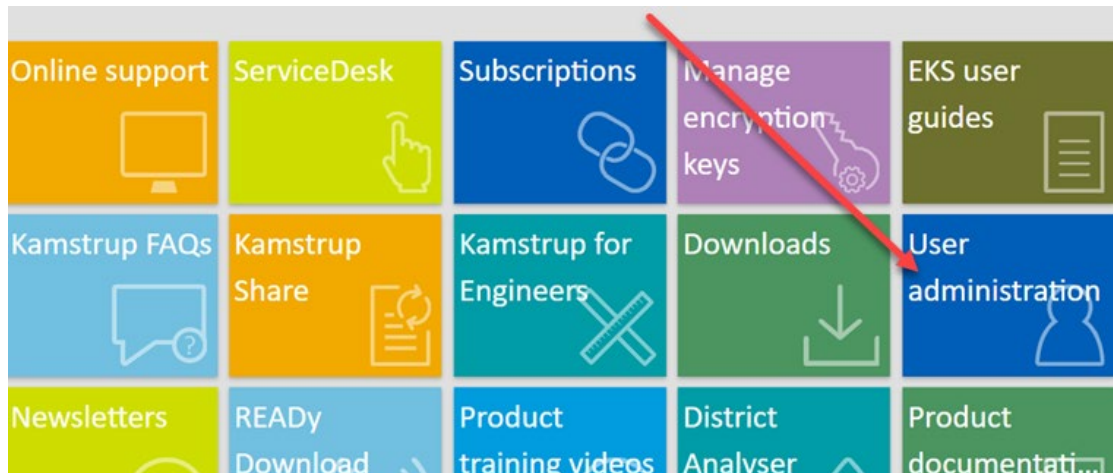 Online support
ServiceDesk
Subscriptions
Manage
encryption
keys
EKS user
guides
Kamstrup FAQs
Kamstrup
Share
Kamstrup for
Engineers
Downloads
User
administration
Newsletters
READy
Download
Product
training videos
District
Analyser
Product
documentati...